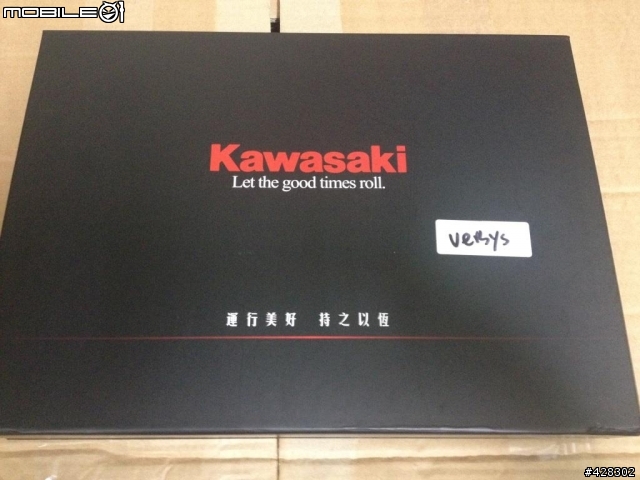 MOBILE01
Kawasaki
Let the good times roll.
versys
運行美好 持之以恆
#428302